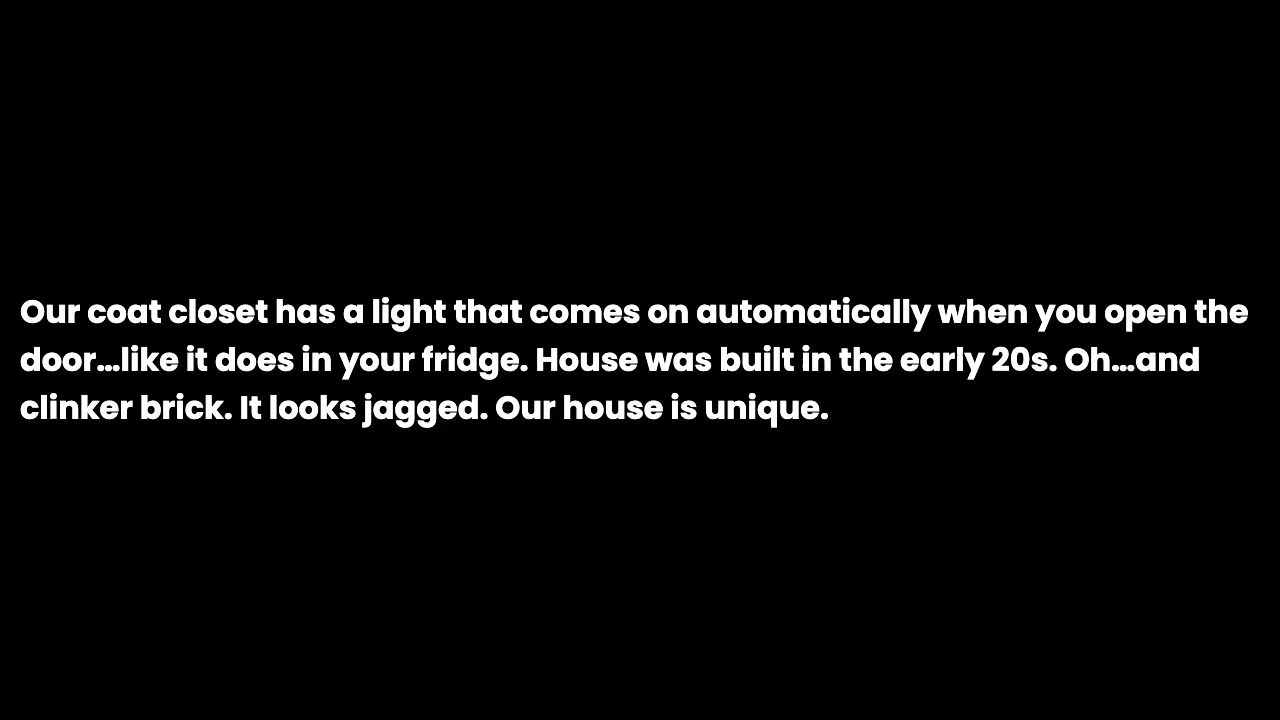 Our coat closet has a light that comes on automatically when you open the
door...like it does in your fridge. House was built in the early 20s. Oh...and
clinker brick. It looks jagged. Our house is unique.